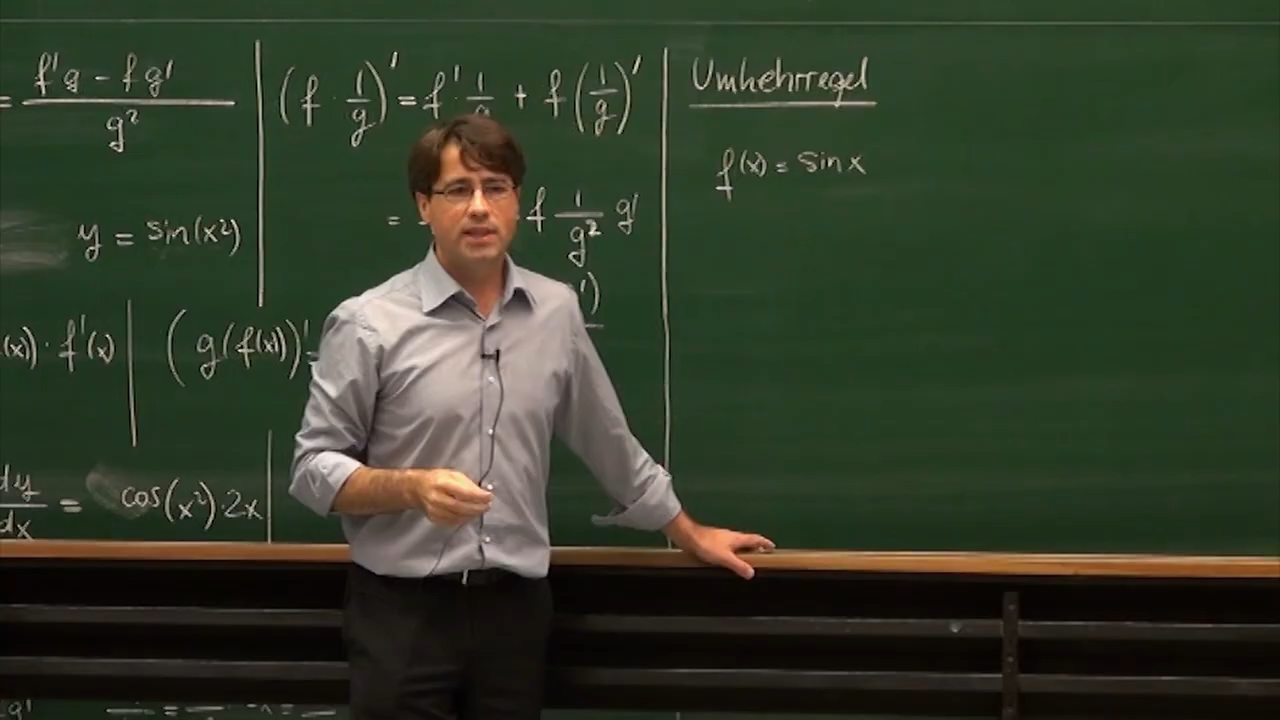 = f'g - fg' / g²
y = sin(x²)
(x)) · f'(x)
(g(f(x))'=
dy/dx = cos(x²)·2x
(f · 1/g)' = f' · 1/g + f (1/g)'
= f 1/g² g'
')
Umkehrregel
f(x) = sin x
g'